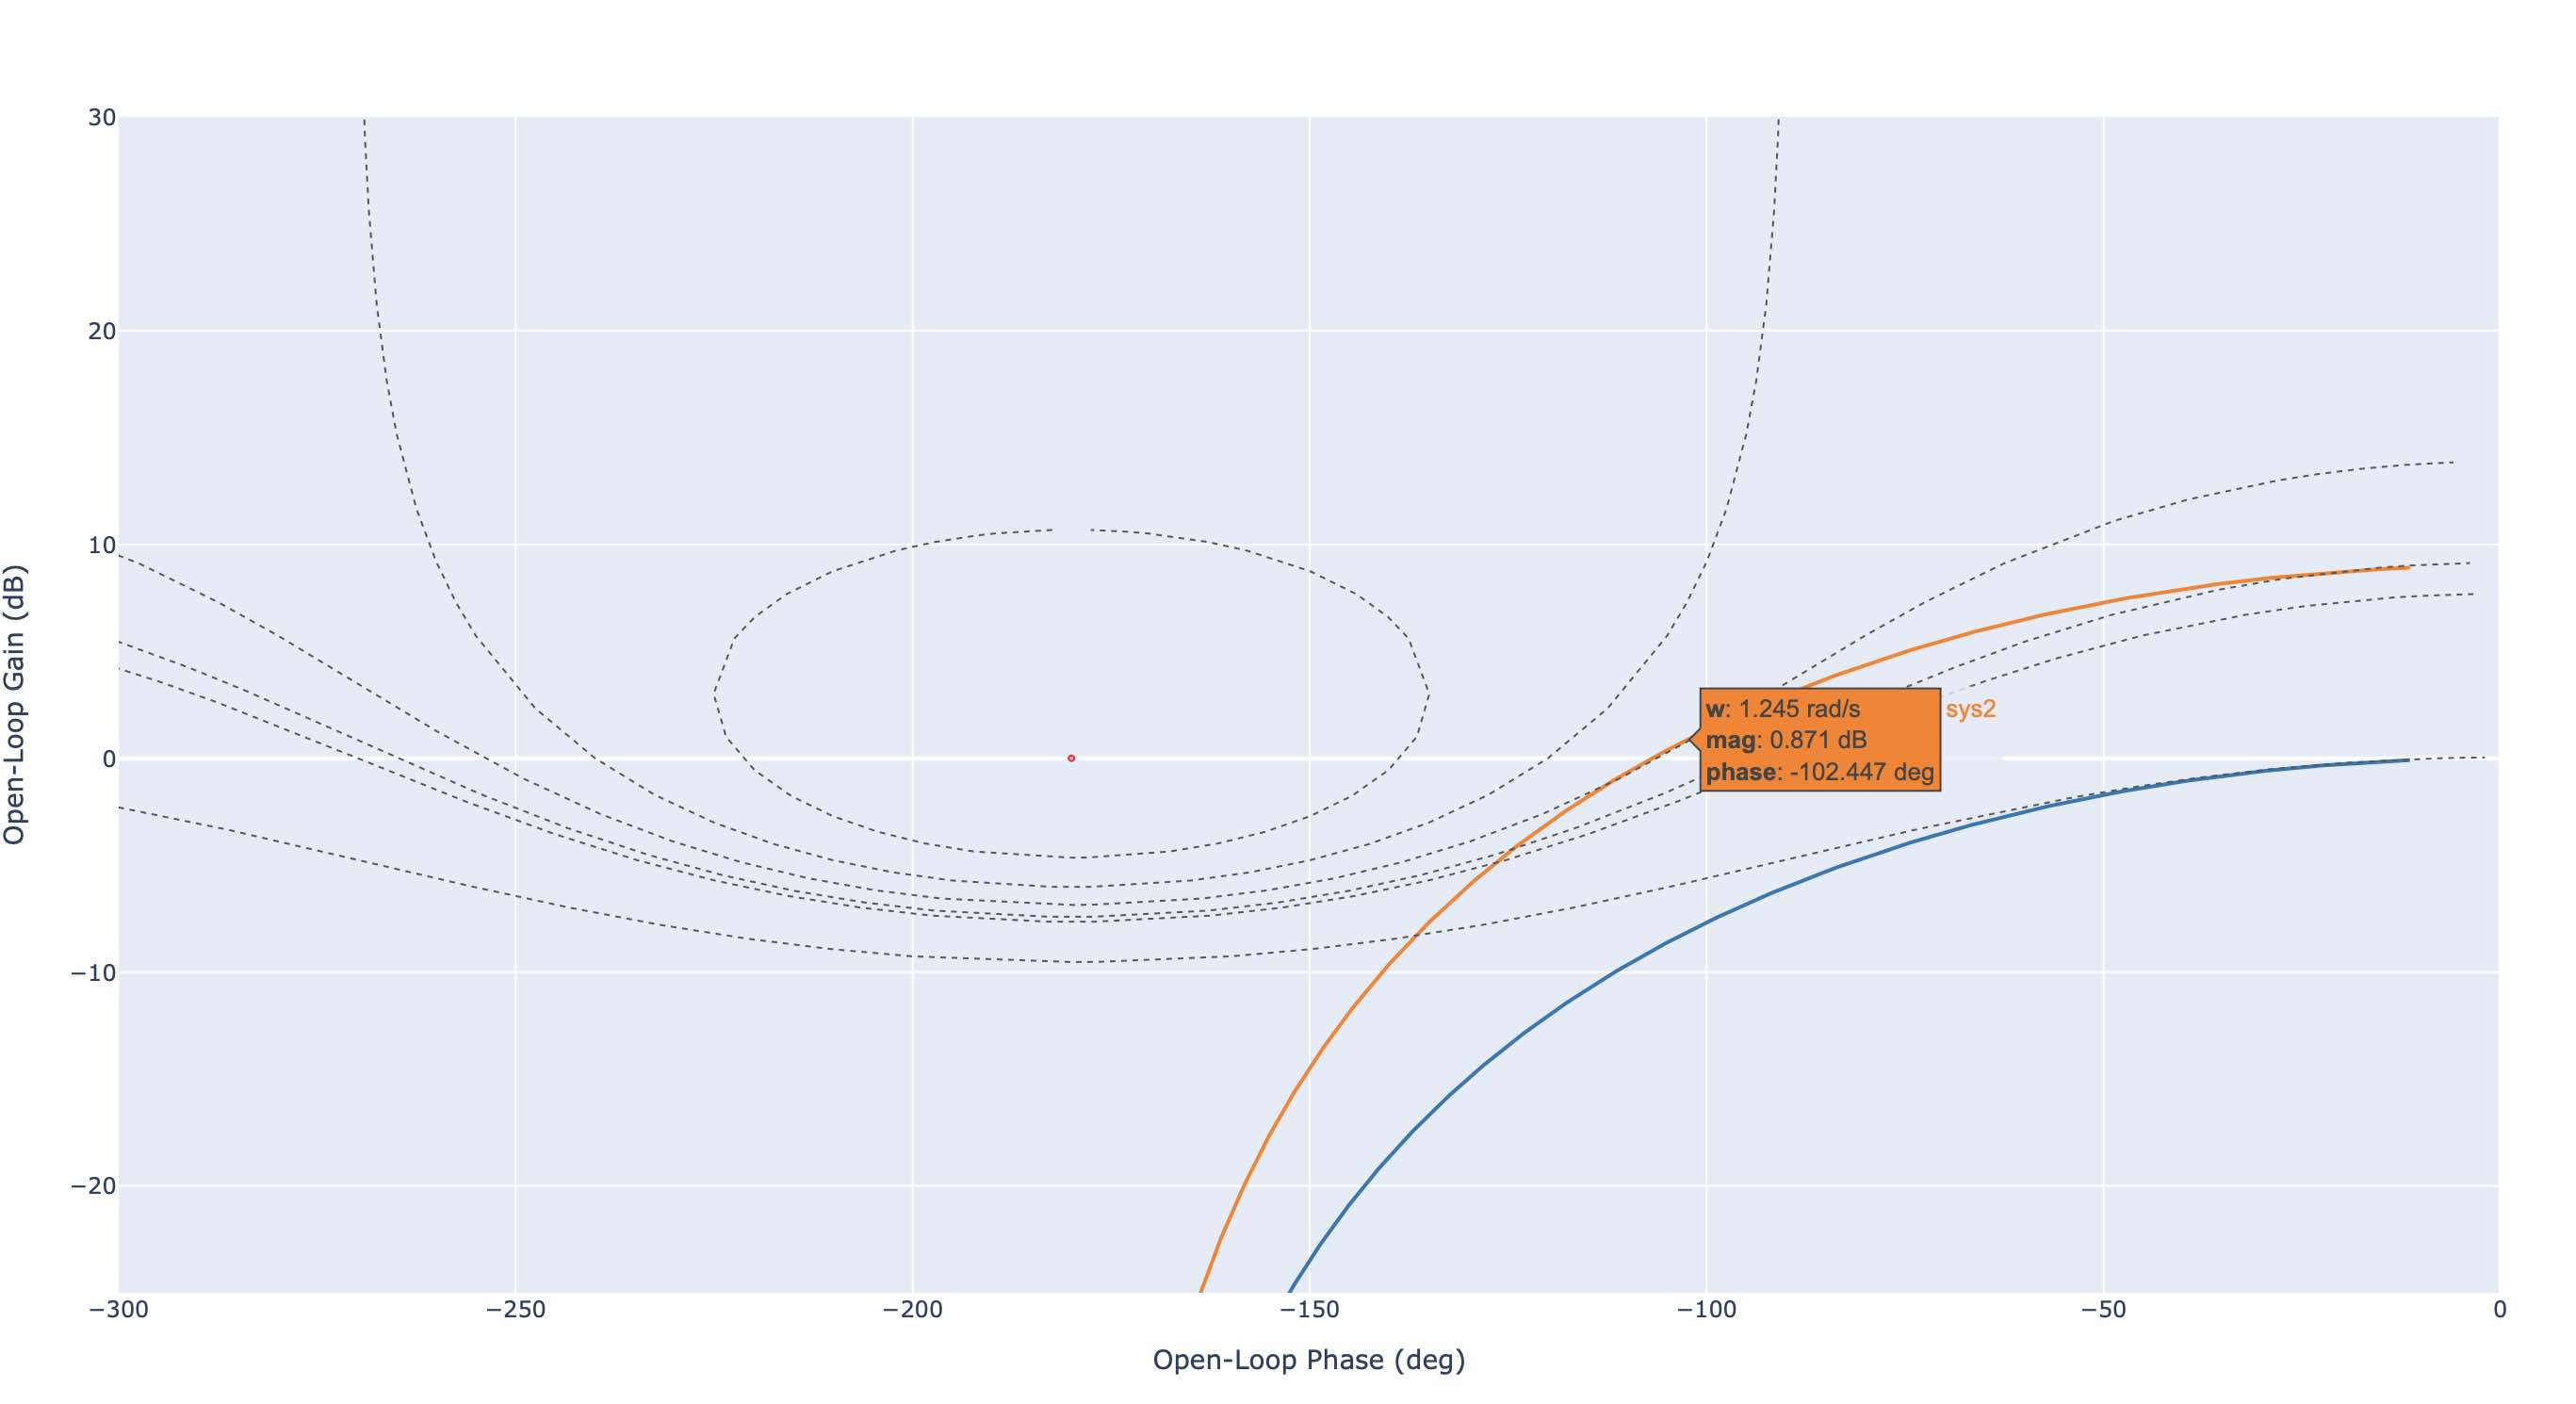 30
20
10
0
−10
−20
Open-Loop Gain (dB)
w: 1.245 rad/s
mag: 0.871 dB
phase: -102.447 deg
sys2
−300
−250
−200
−150
−100
−50
0
Open-Loop Phase (deg)